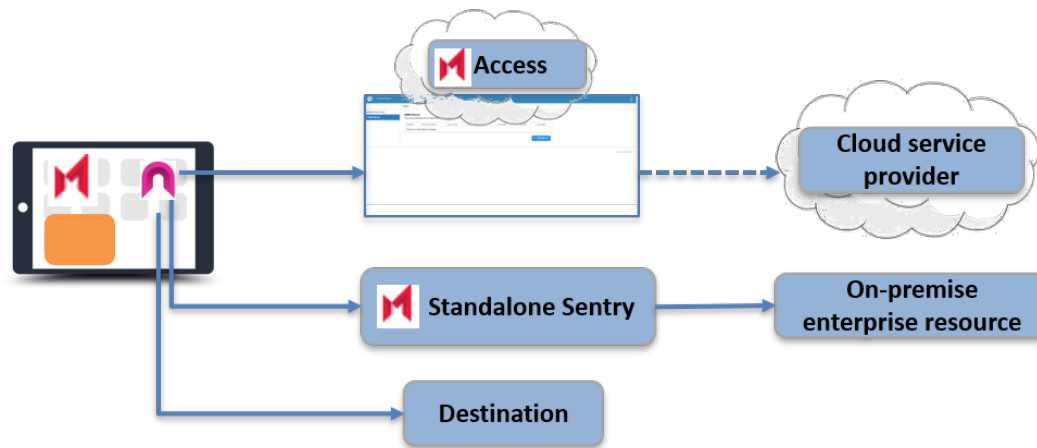 Access
Cloud service
provider
Standalone Sentry
On-premise
enterprise resource
Destination